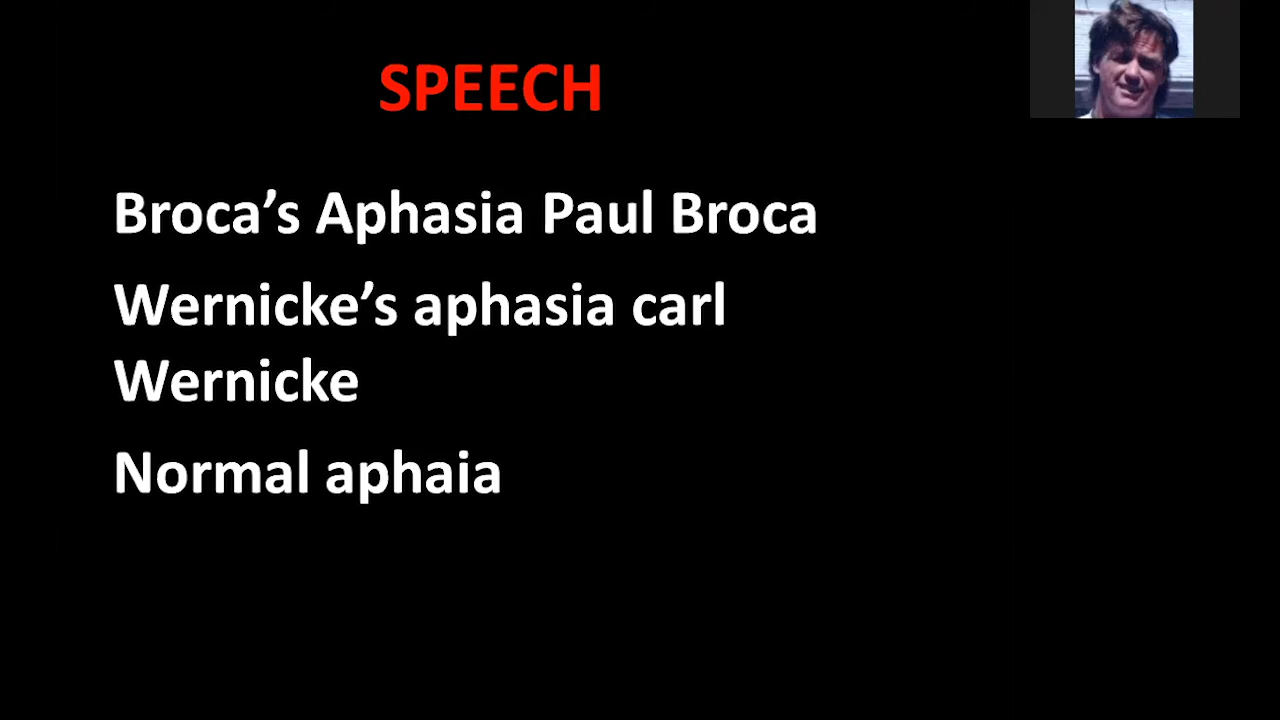 SPEECH
Broca’s Aphasia Paul Broca
Wernicke’s aphasia carl
Wernicke
Normal aphaia